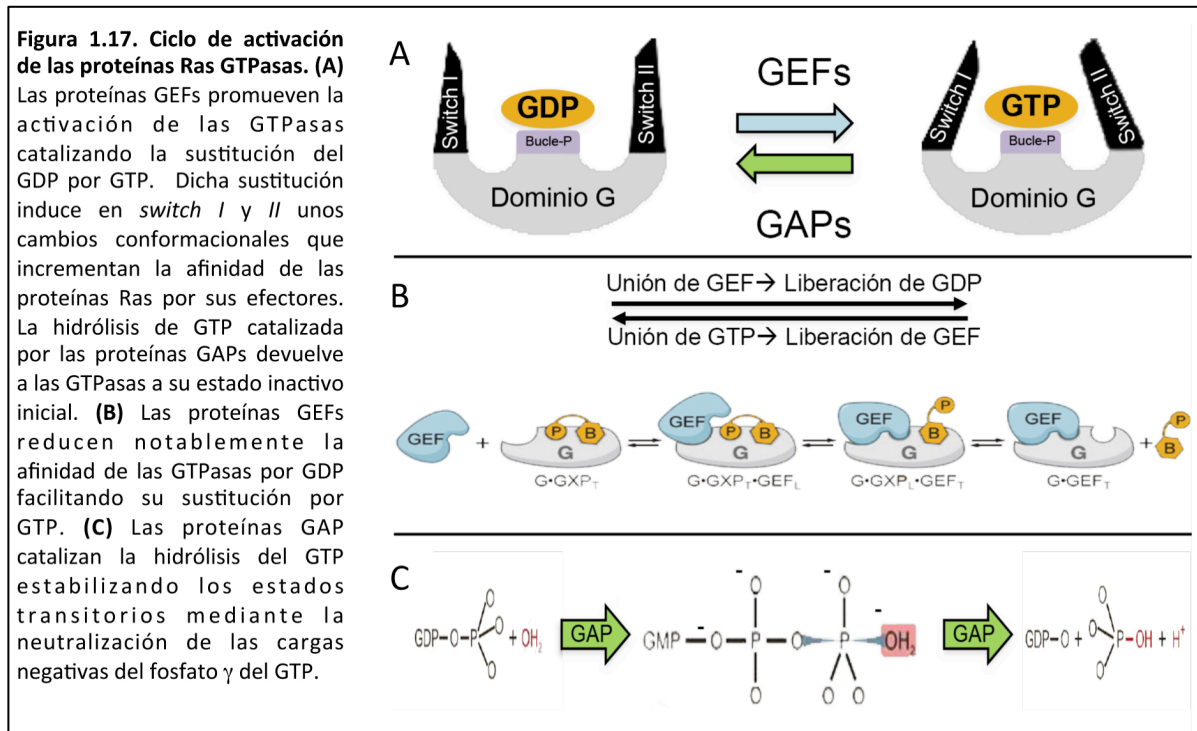 Figura 1.17. Ciclo de activación
de las proteínas Ras GTPasas. (A)
Las proteínas GEFs promueven la
activación de las GTPasas
catalizando la sustitución del
GDP por GTP. Dicha sustitución
induce en switch I y II unos
cambios conformacionales que
incrementan la afinidad de las
proteínas Ras por sus efectores.
La hidrólisis de GTP catalizada
por las proteínas GAPs devuelve
a las GTPasas a su estado inactivo
inicial. (B) Las proteínas GEFs
reducen notablemente la
afinidad de las GTPasas por GDP
facilitando su sustitución por
GTP. (C) Las proteínas GAP
catalizan la hidrólisis del GTP
estabilizando los estados
transitorios mediante la
neutralización de las cargas
negativas del fosfato γ del GTP.
A
Switch I
GDP
Bucle-P
Switch II
Dominio G
GEFs
GAPs
Switch I
GTP
Bucle-P
Switch II
Dominio G
B
Unión de GEF→ Liberación de GDP
Unión de GTP→ Liberación de GEF
GEF + P B G
G•GXP_T
GEF P B G
G•GXP_T•GEF_L
GEF P B G
G•GXP_L•GEF_T
GEF G + P B
G•GEF_T
C
O
GDP–O–P O + OH₂
O O
GAP
- O - O -
GMP–O–P–O–P–OH₂
O O O
GAP
O
GDP–O + P–OH + H⁺
O O